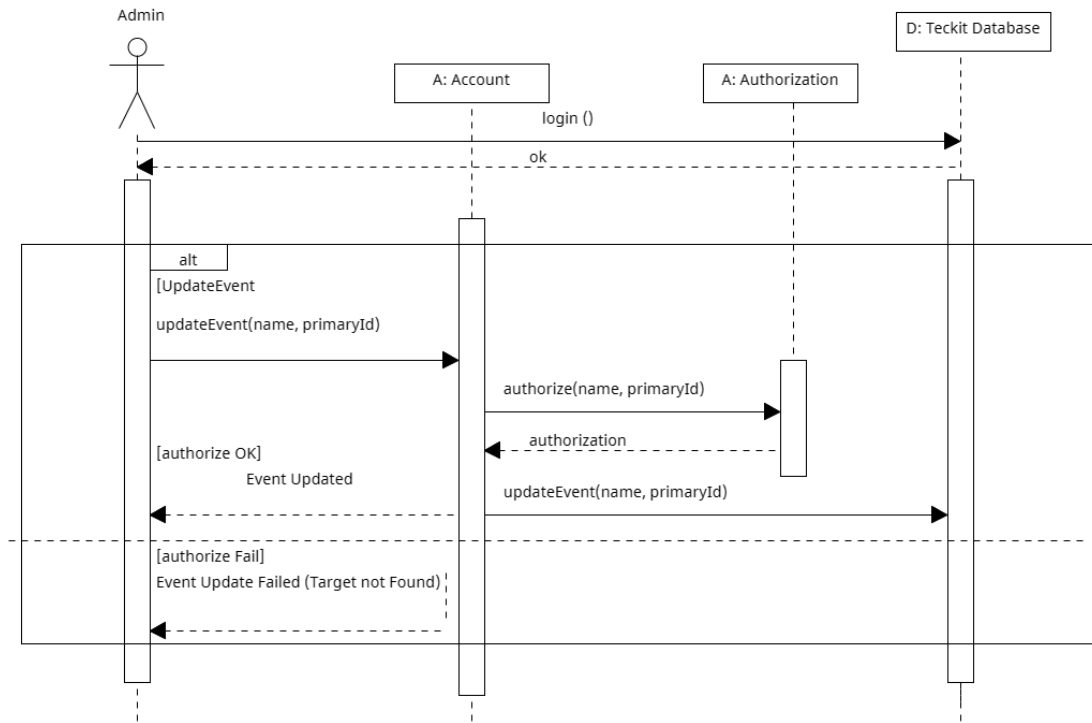 Admin
D: Teckit Database
A: Account
A: Authorization
login ()
ok
alt
[UpdateEvent
updateEvent(name, primaryId)
authorize(name, primaryId)
authorization
[authorize OK]
Event Updated
updateEvent(name, primaryId)
[authorize Fail]
Event Update Failed (Target not Found)